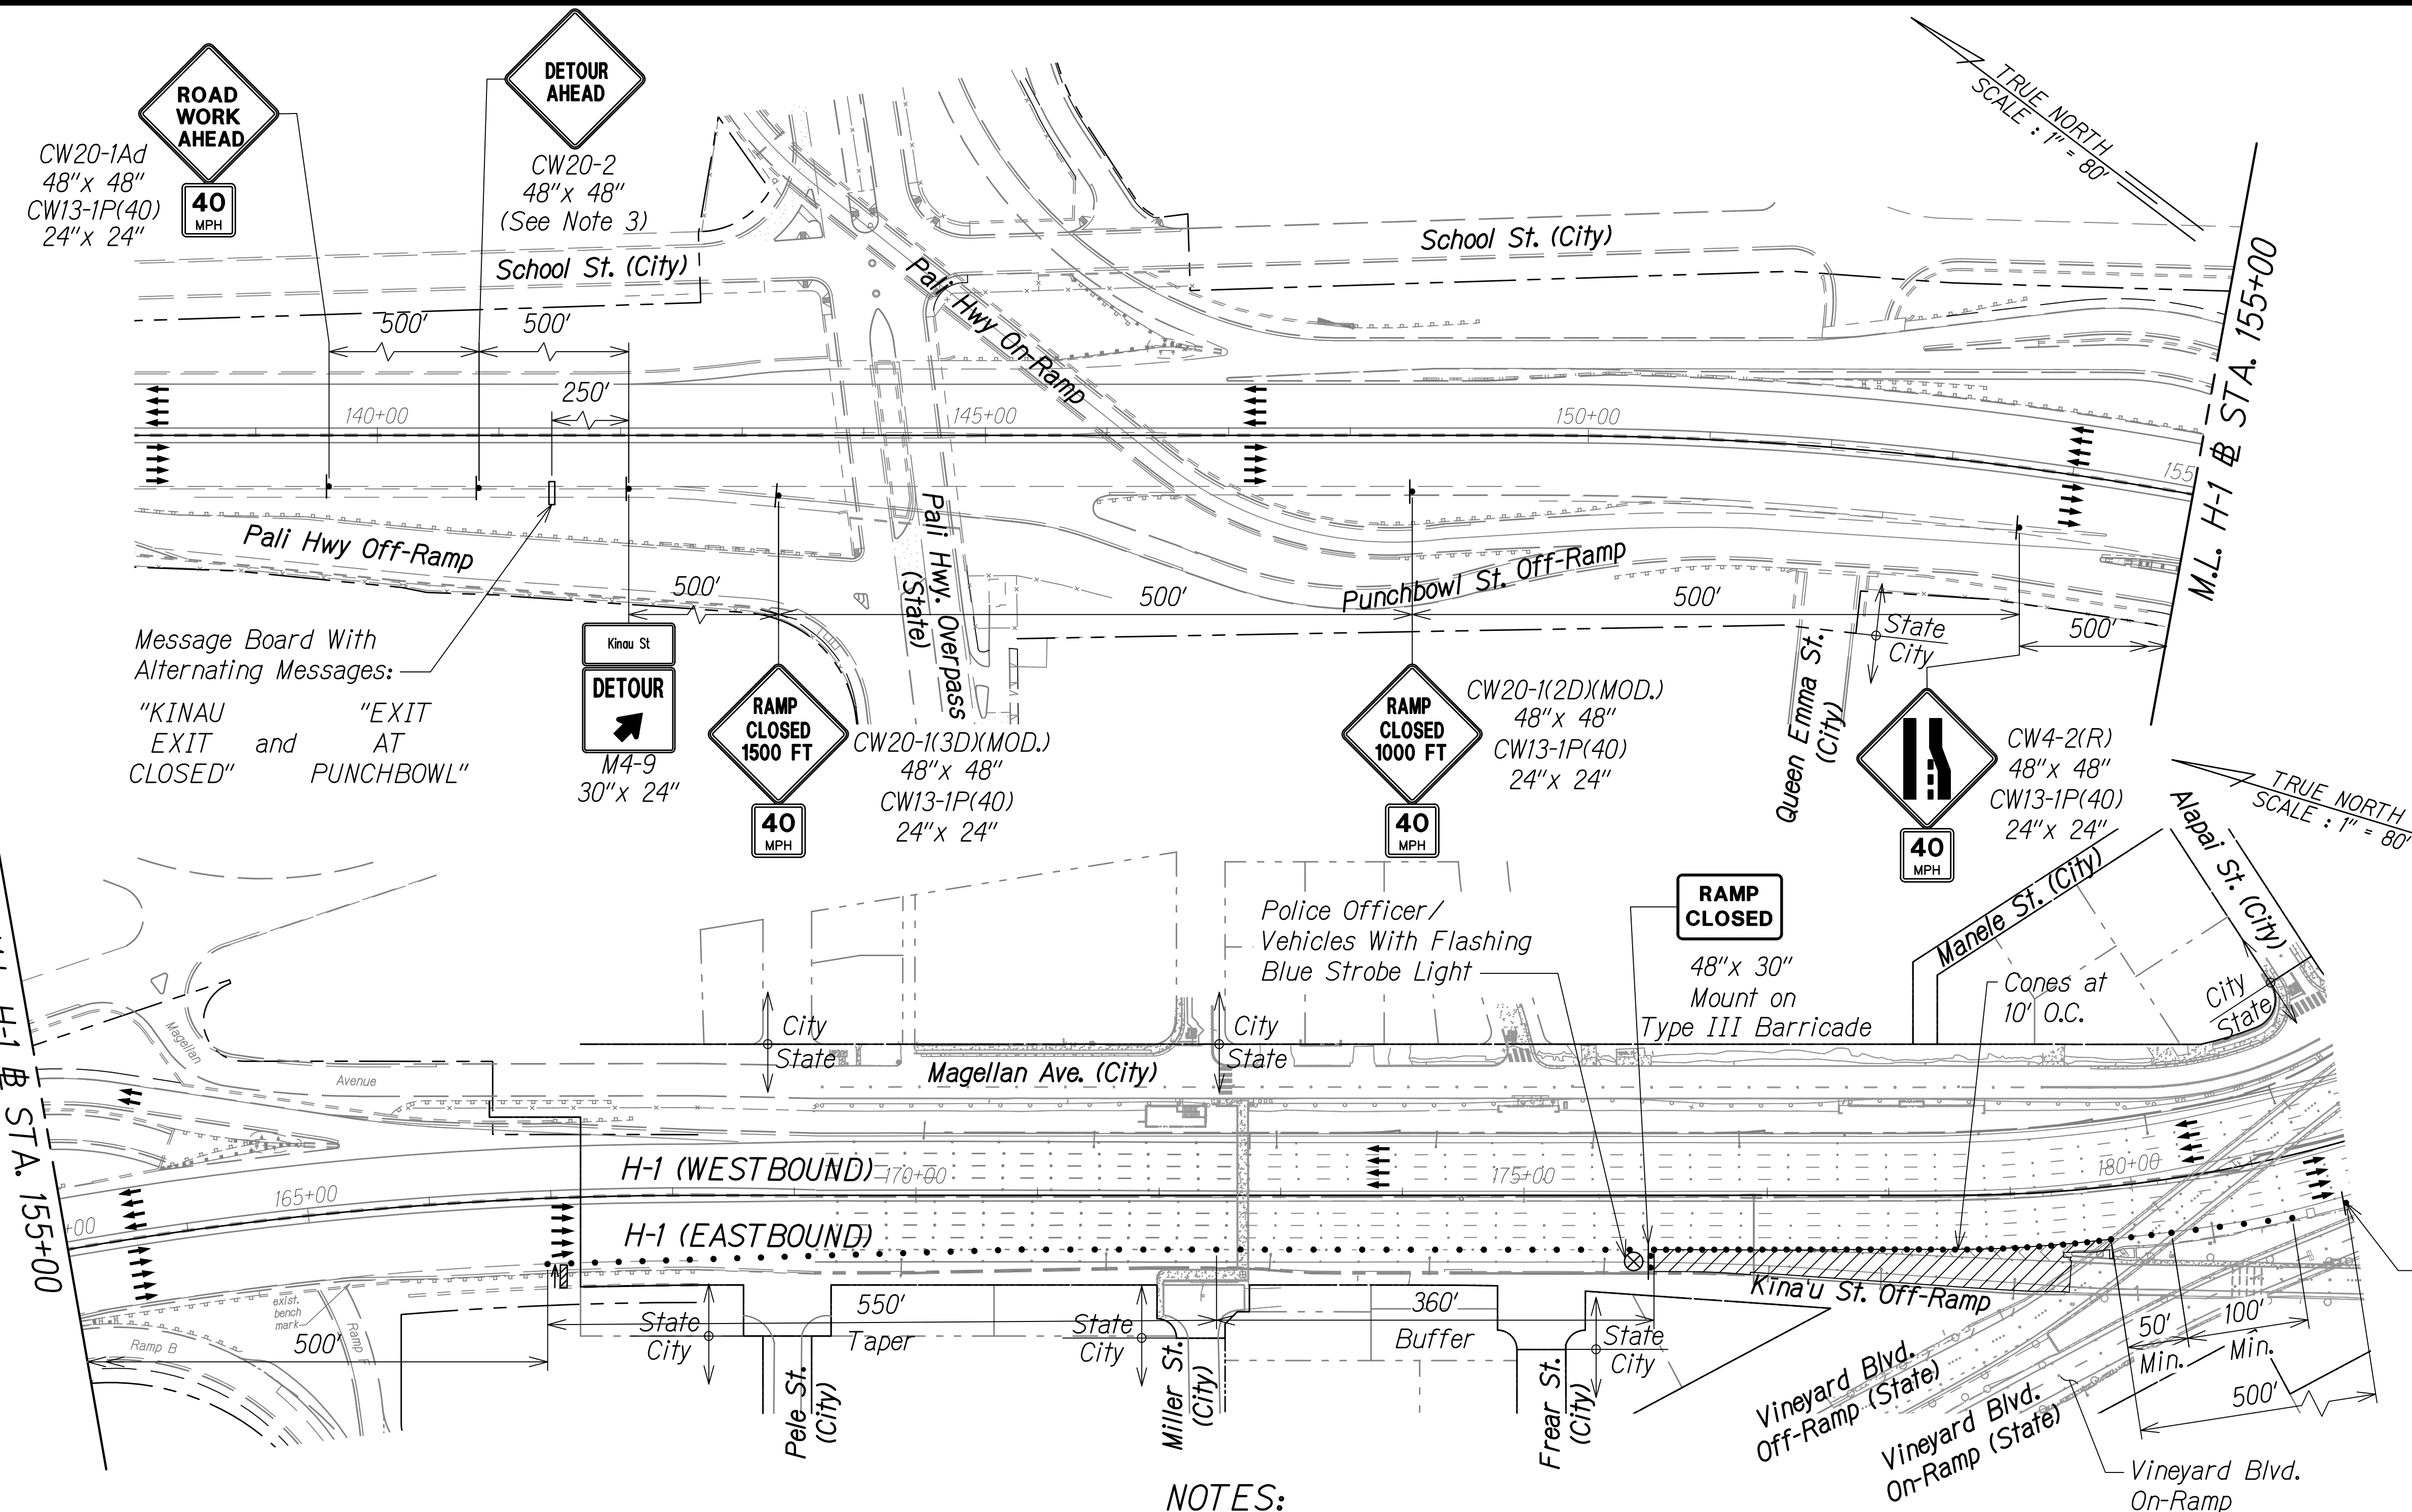 ROAD
WORK
AHEAD
40
MPH
CW20-1Ad
48"x 48"
CW13-1P(40)
24"x 24"
DETOUR
AHEAD
CW20-2
48"x 48"
(See Note 3)
TRUE NORTH
SCALE : 1" = 80'
School St. (City)
School St. (City)
Pali Hwy On-Ramp
500'
500'
250'
140+00
145+00
150+00
155
M.L. H-1 BL STA. 155+00
Pali Hwy Off-Ramp
Pali Hwy. Overpass
(State)
Punchbowl St. Off-Ramp
500'
500'
500'
500'
State
City
Queen Emma St.
(City)
Message Board With
Alternating Messages:
"KINAU
EXIT
CLOSED"
and
"EXIT
AT
PUNCHBOWL"
Kinau St
DETOUR
M4-9
30"x 24"
RAMP
CLOSED
1500 FT
40
MPH
CW20-1(3D)(MOD.)
48"x 48"
CW13-1P(40)
24"x 24"
RAMP
CLOSED
1000 FT
40
MPH
CW20-1(2D)(MOD.)
48"x 48"
CW13-1P(40)
24"x 24"
40
MPH
CW4-2(R)
48"x 48"
CW13-1P(40)
24"x 24"
TRUE NORTH
SCALE : 1" = 80'
Alapai St. (City)
Manele St. (City)
City
State
Police Officer/
Vehicles With Flashing
Blue Strobe Light
RAMP
CLOSED
48"x 30"
Mount on
Type III Barricade
Cones at
10' O.C.
H-1 BL STA. 155+00
Magellan
Avenue
City
State
Magellan Ave. (City)
City
State
H-1 (WESTBOUND)
H-1 (EASTBOUND)
+00
165+00
170+00
175+00
180+00
exist.
bench
mark
Ramp B
Ramp F
500'
State
City
550'
Taper
State
City
360'
Buffer
State
City
Pele St.
(City)
Miller St.
(City)
Frear St.
(City)
Kina'u St. Off-Ramp
Vineyard Blvd.
Off-Ramp (State)
Vineyard Blvd.
On-Ramp (State)
50'
Min.
100'
Min.
500'
Vineyard Blvd.
On-Ramp
NOTES: